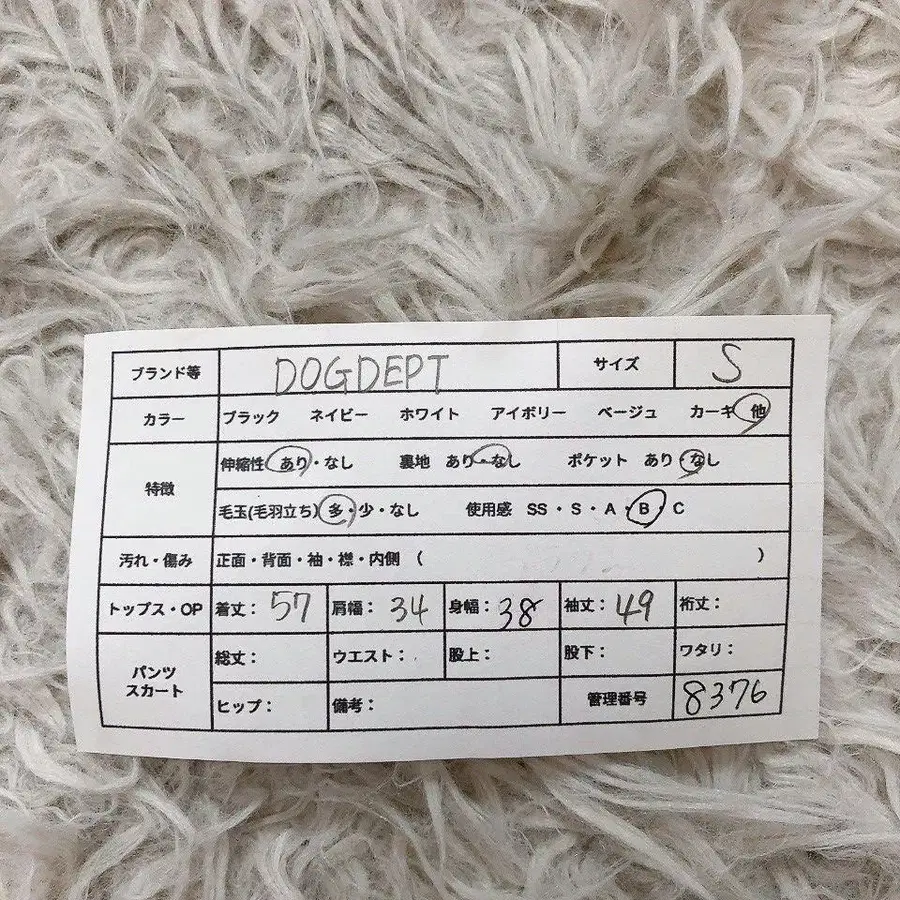 ブランド等 DOGDEPT サイズ S
カラー ブラック ネイビー ホワイト アイボリー ベージュ カーキ 他
特徴 伸縮性 あり・なし 裏地 あり・なし ポケット あり・なし
毛玉(毛羽立ち) 多・少・なし 使用感 SS・S・A・B・C
汚れ・傷み 正面・背面・袖・襟・内側 ( )
トップス・OP 着丈: 57 肩幅: 34 身幅: 38 袖丈: 49 裄丈:
パンツ スカート 総丈: ウエスト: 股上: 股下: ワタリ:
ヒップ: 備考: 管理番号 8376